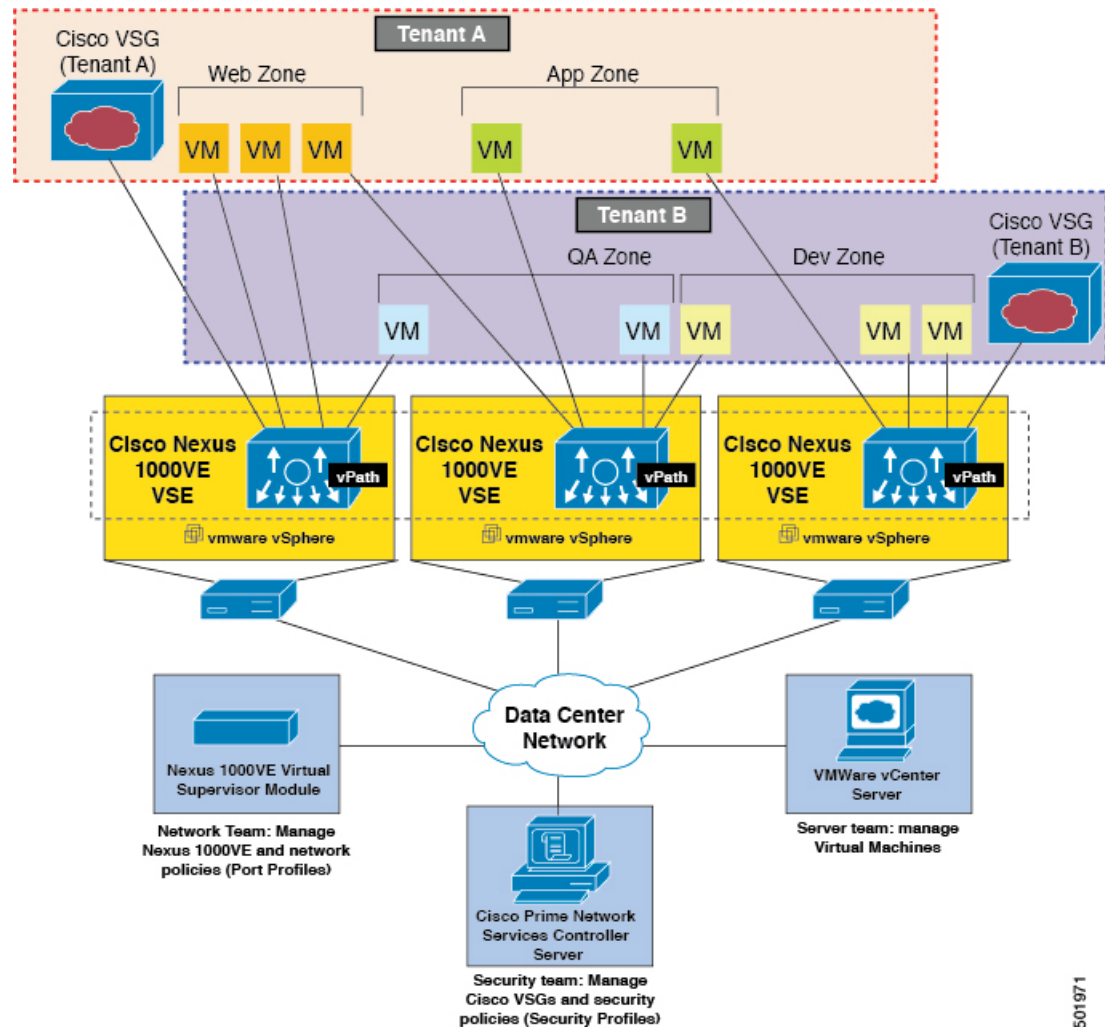 Tenant A
Cisco VSG
(Tenant A)
Web Zone
App Zone
VM
VM
VM
VM
VM
Tenant B
Cisco VSG
(Tenant B)
QA Zone
Dev Zone
VM
VM
VM
VM
VM
CIsco Nexus
1000VE
VSE
vPath
vmware vSphere
CIsco Nexus
1000VE
VSE
vPath
vmware vSphere
CIsco Nexus
1000VE
VSE
vPath
vmware vSphere
Data Center
Network
Nexus 1000VE Virtual
Supervisor Module
Network Team: Manage
Nexus 1000VE and network
policies (Port Profiles)
VMWare vCenter
Server
Server team: manage
Virtual Machines
Cisco Prime Network
Services Controller
Server
Security team: Manage
Cisco VSGs and security
policies (Security Profiles)
501971